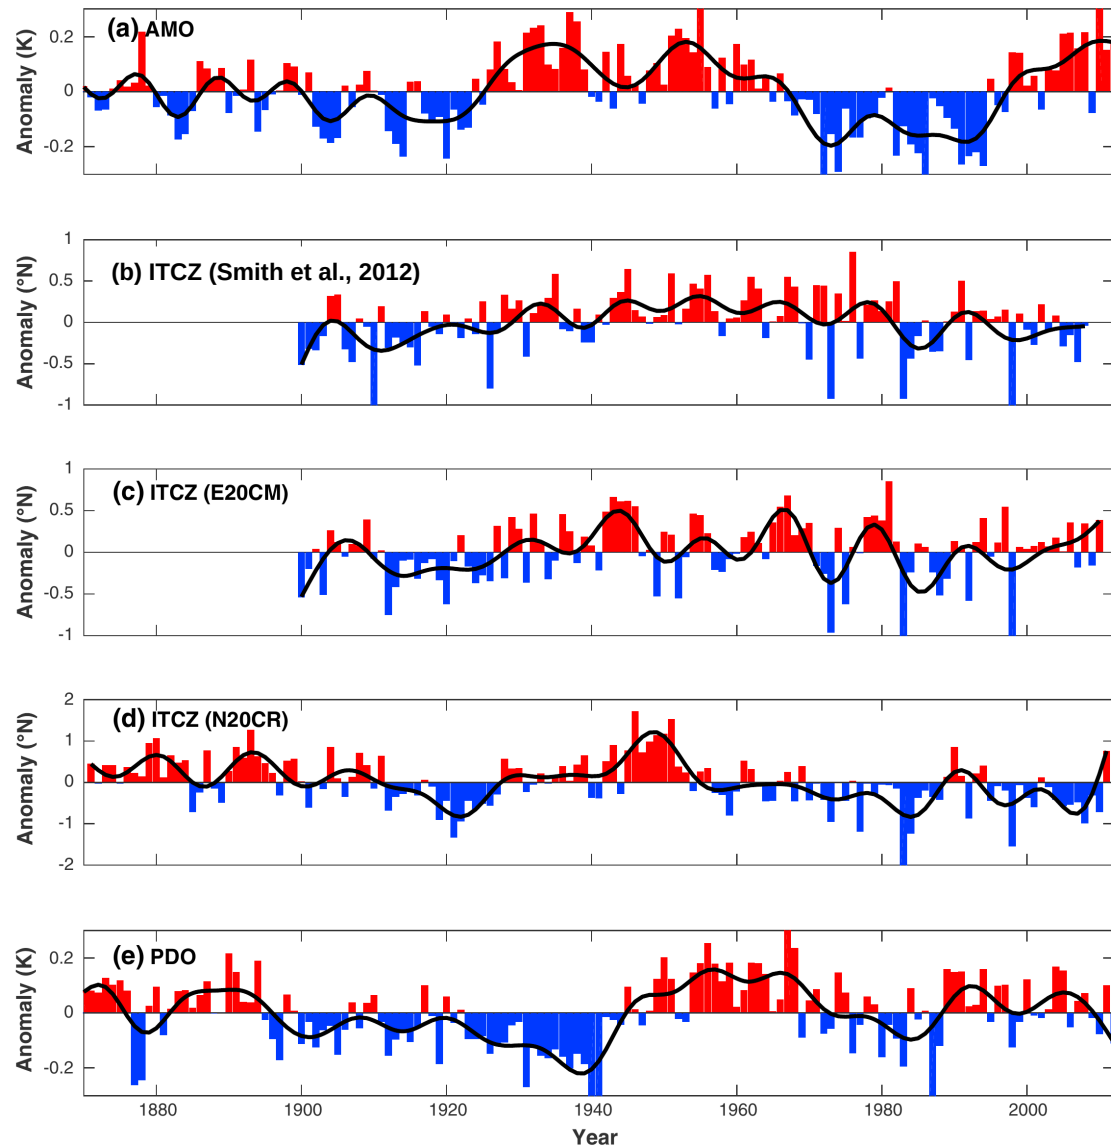 (a) AMO
Anomaly (K)
0.2
0
-0.2
(b) ITCZ (Smith et al., 2012)
Anomaly (°N)
1
0.5
0
-0.5
-1
(c) ITCZ (E20CM)
Anomaly (°N)
1
0.5
0
-0.5
-1
(d) ITCZ (N20CR)
Anomaly (°N)
2
1
0
-1
-2
(e) PDO
Anomaly (K)
0.2
0
-0.2
1880 1900 1920 1940 1960 1980 2000
Year